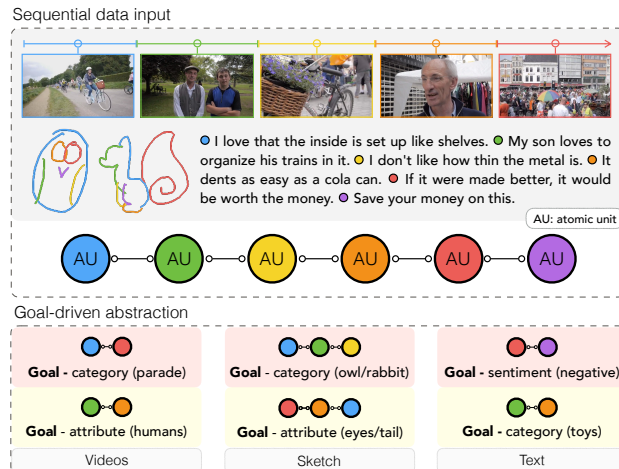 Sequential data input
I love that the inside is set up like shelves. My son loves to
organize his trains in it. I don't like how thin the metal is. It
dents as easy as a cola can. If it were made better, it would
be worth the money. Save your money on this.
AU: atomic unit
AU AU AU AU AU AU
Goal-driven abstraction
Goal - category (parade) Goal - category (owl/rabbit) Goal - sentiment (negative)
Goal - attribute (humans) Goal - attribute (eyes/tail) Goal - category (toys)
Videos Sketch Text